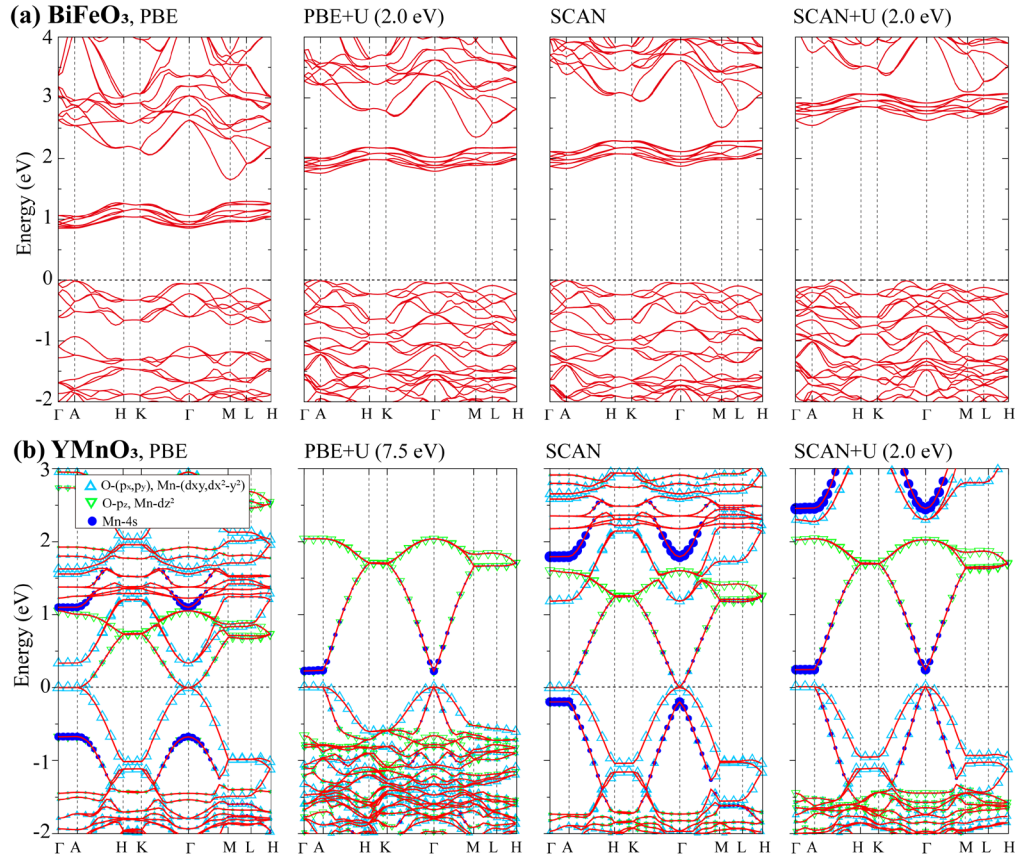 (a) BiFeO₃, PBE PBE+U (2.0 eV) SCAN SCAN+U (2.0 eV)
4
3
2
1
0
-1
-2
Energy (eV)
Γ A H K Γ M L H Γ A H K Γ M L H Γ A H K Γ M L H Γ A H K Γ M L H
(b) YMnO₃, PBE PBE+U (7.5 eV) SCAN SCAN+U (2.0 eV)
3
O-(pₓ,pᵧ), Mn-(dxy,dx²-y²)
O-p_z, Mn-dz²
Mn-4s
2
1
0
-1
-2
Energy (eV)
Γ A H K Γ M L H Γ A H K Γ M L H Γ A H K Γ M L H Γ A H K Γ M L H